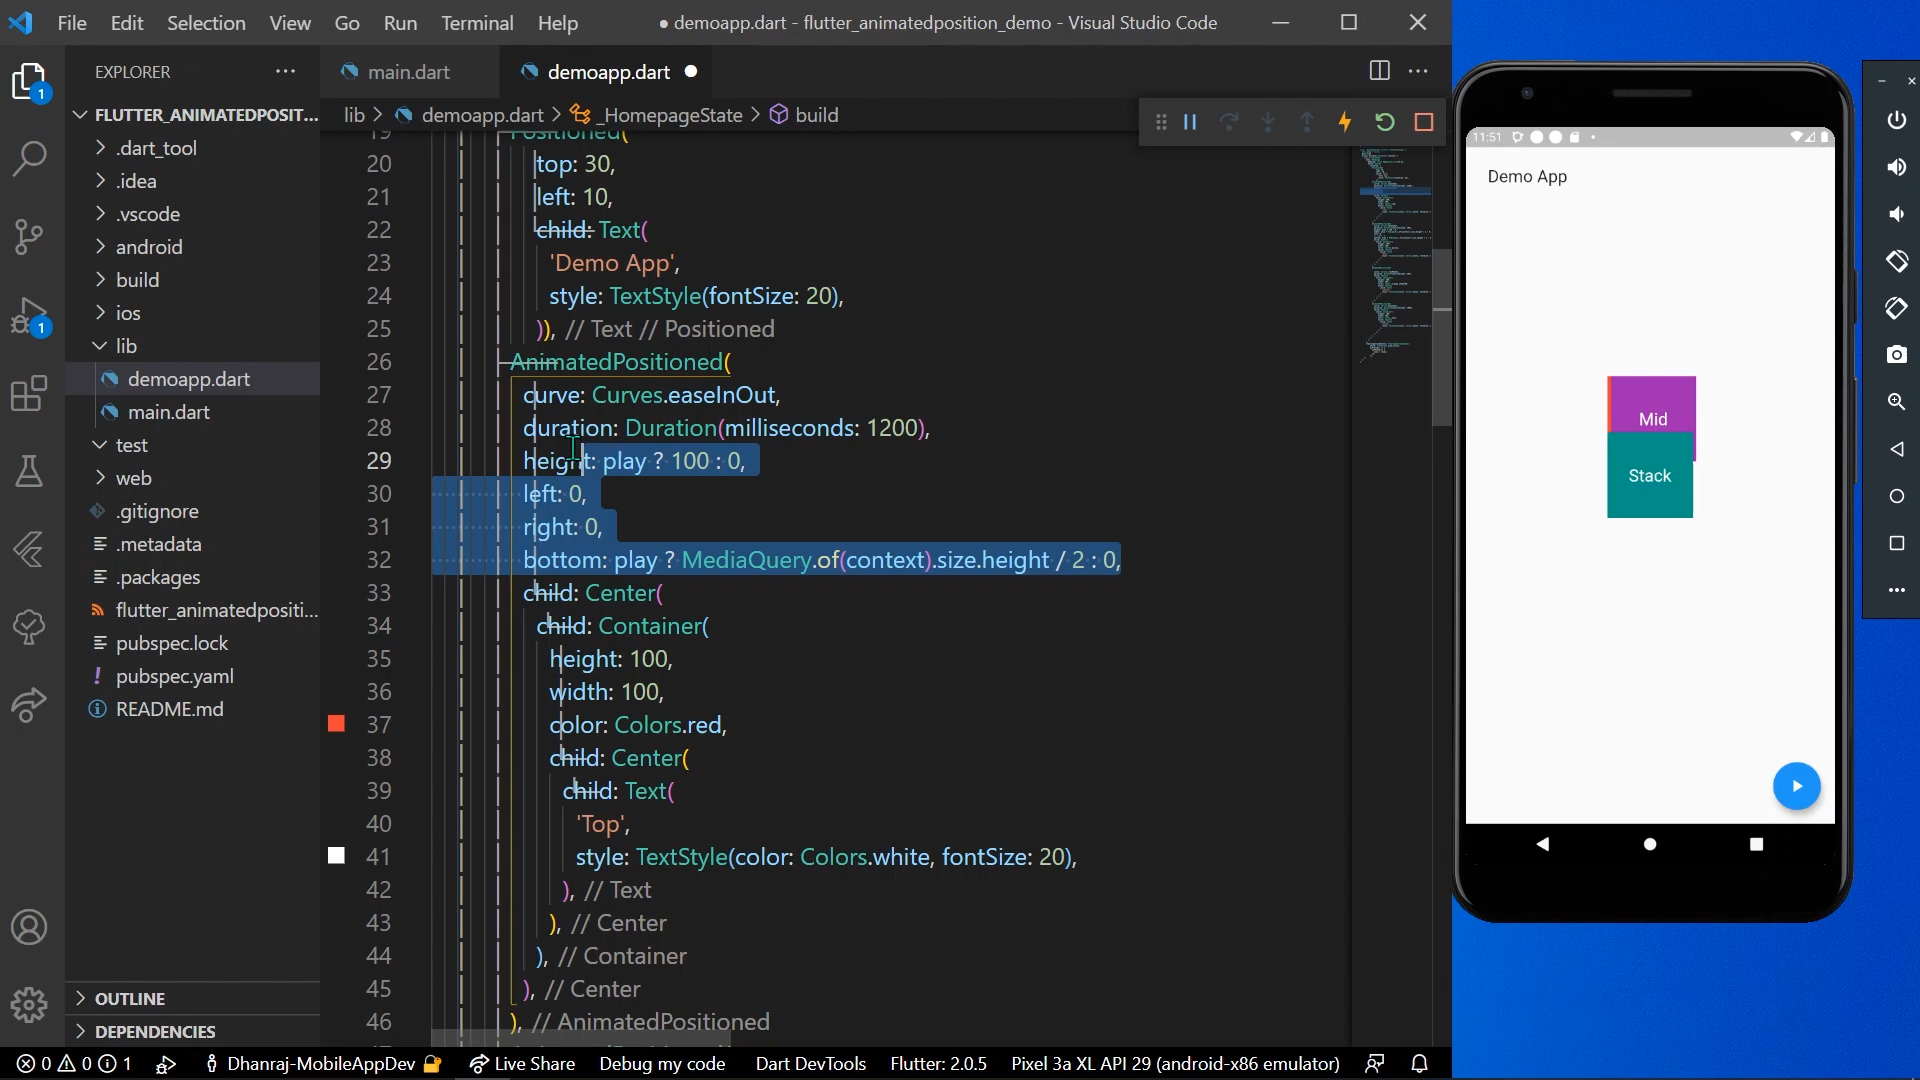 File Edit Selection View Go Run Terminal Help
● demoapp.dart - flutter_animatedposition_demo - Visual Studio Code
EXPLORER
main.dart
demoapp.dart
FLUTTER_ANIMATEDPOSIT...
lib > demoapp.dart > _HomepageState > build
.dart_tool
.idea
.vscode
android
build
ios
lib
demoapp.dart
main.dart
test
web
.gitignore
.metadata
.packages
flutter_animatedpositi...
pubspec.lock
pubspec.yaml
README.md
OUTLINE
DEPENDENCIES
1
1
19 Positioned(
20 top: 30,
21 left: 10,
22 child: Text(
23 'Demo App',
24 style: TextStyle(fontSize: 20),
25 )), // Text // Positioned
26 AnimatedPositioned(
27 curve: Curves.easeInOut,
28 duration: Duration(milliseconds: 1200),
29 height: play ? 100 : 0,
30 left: 0,
31 right: 0,
32 bottom: play ? MediaQuery.of(context).size.height / 2 : 0,
33 child: Center(
34 child: Container(
35 height: 100,
36 width: 100,
37 color: Colors.red,
38 child: Center(
39 child: Text(
40 'Top',
41 style: TextStyle(color: Colors.white, fontSize: 20),
42 ), // Text
43 ), // Center
44 ), // Container
45 ), // Center
46 ), // AnimatedPositioned
11:51
Demo App
Mid
Stack
0 0 1 Dhanraj-MobileAppDev Live Share Debug my code Dart DevTools Flutter: 2.0.5 Pixel 3a XL API 29 (android-x86 emulator)